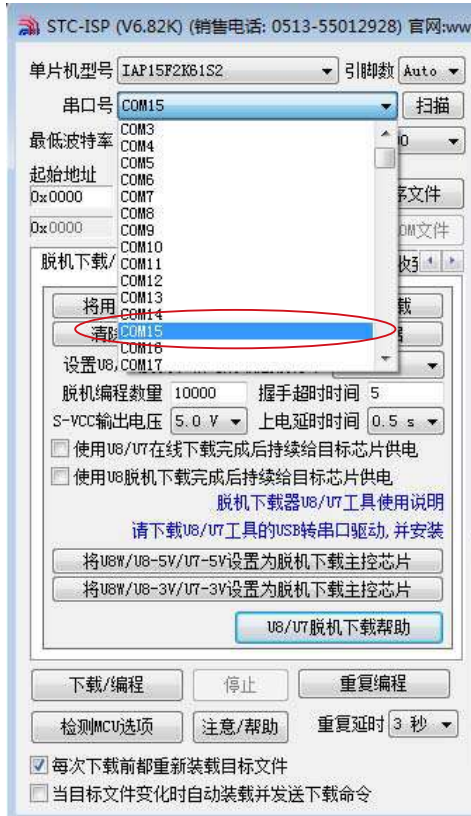 STC-ISP (V6.82K) (销售电话: 0513-55012928) 官网:ww
单片机型号 IAP15F2K61S2 引脚数 Auto
串口号 COM15 扫描
最低波特率 COM3
COM4
起始地址 COM5
0x0000 COM6 序文件
COM7
COM8
0x0000 COM9
COM10
脱机下载/ COM11 收
COM12
将用 COM13 载
COM14
清除 COM15
COM16
设置U8, COM17
脱机编程数量 10000 握手超时时间 5
S-VCC输出电压 5.0 V 上电延时时间 0.5 s
使用U8/U7在线下载完成后持续给目标芯片供电
使用U8脱机下载完成后持续给目标芯片供电
脱机下载器U8/U7工具使用说明
请下载U8/U7工具的USB转串口驱动,并安装
将U8W/U8-5V/U7-5V设置为脱机下载主控芯片
将U8W/U8-3V/U7-3V设置为脱机下载主控芯片
U8/U7脱机下载帮助
下载/编程 停止 重复编程
检测MCU选项 注意/帮助 重复延时 3 秒
每次下载前都重新装载目标文件
当目标文件变化时自动装载并发送下载命令